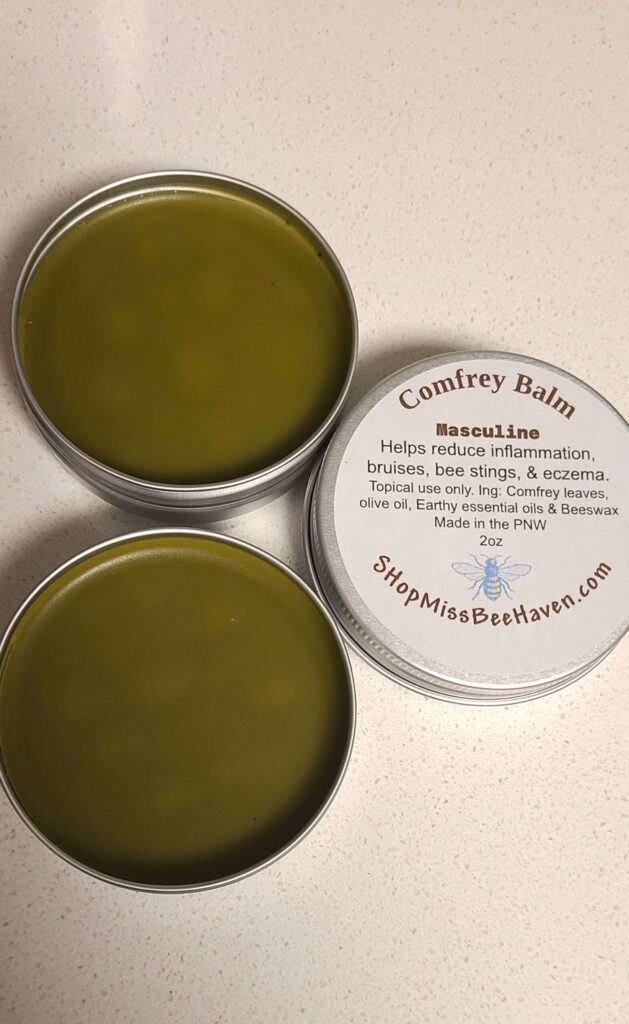 Comfrey Balm
Masculine
Helps reduce inflammation,
bruises, bee stings, & eczema.
Topical use only. Ing: Comfrey leaves,
olive oil, Earthy essential oils & Beeswax
Made in the PNW
2oz
SHopMissBeeHaven.com